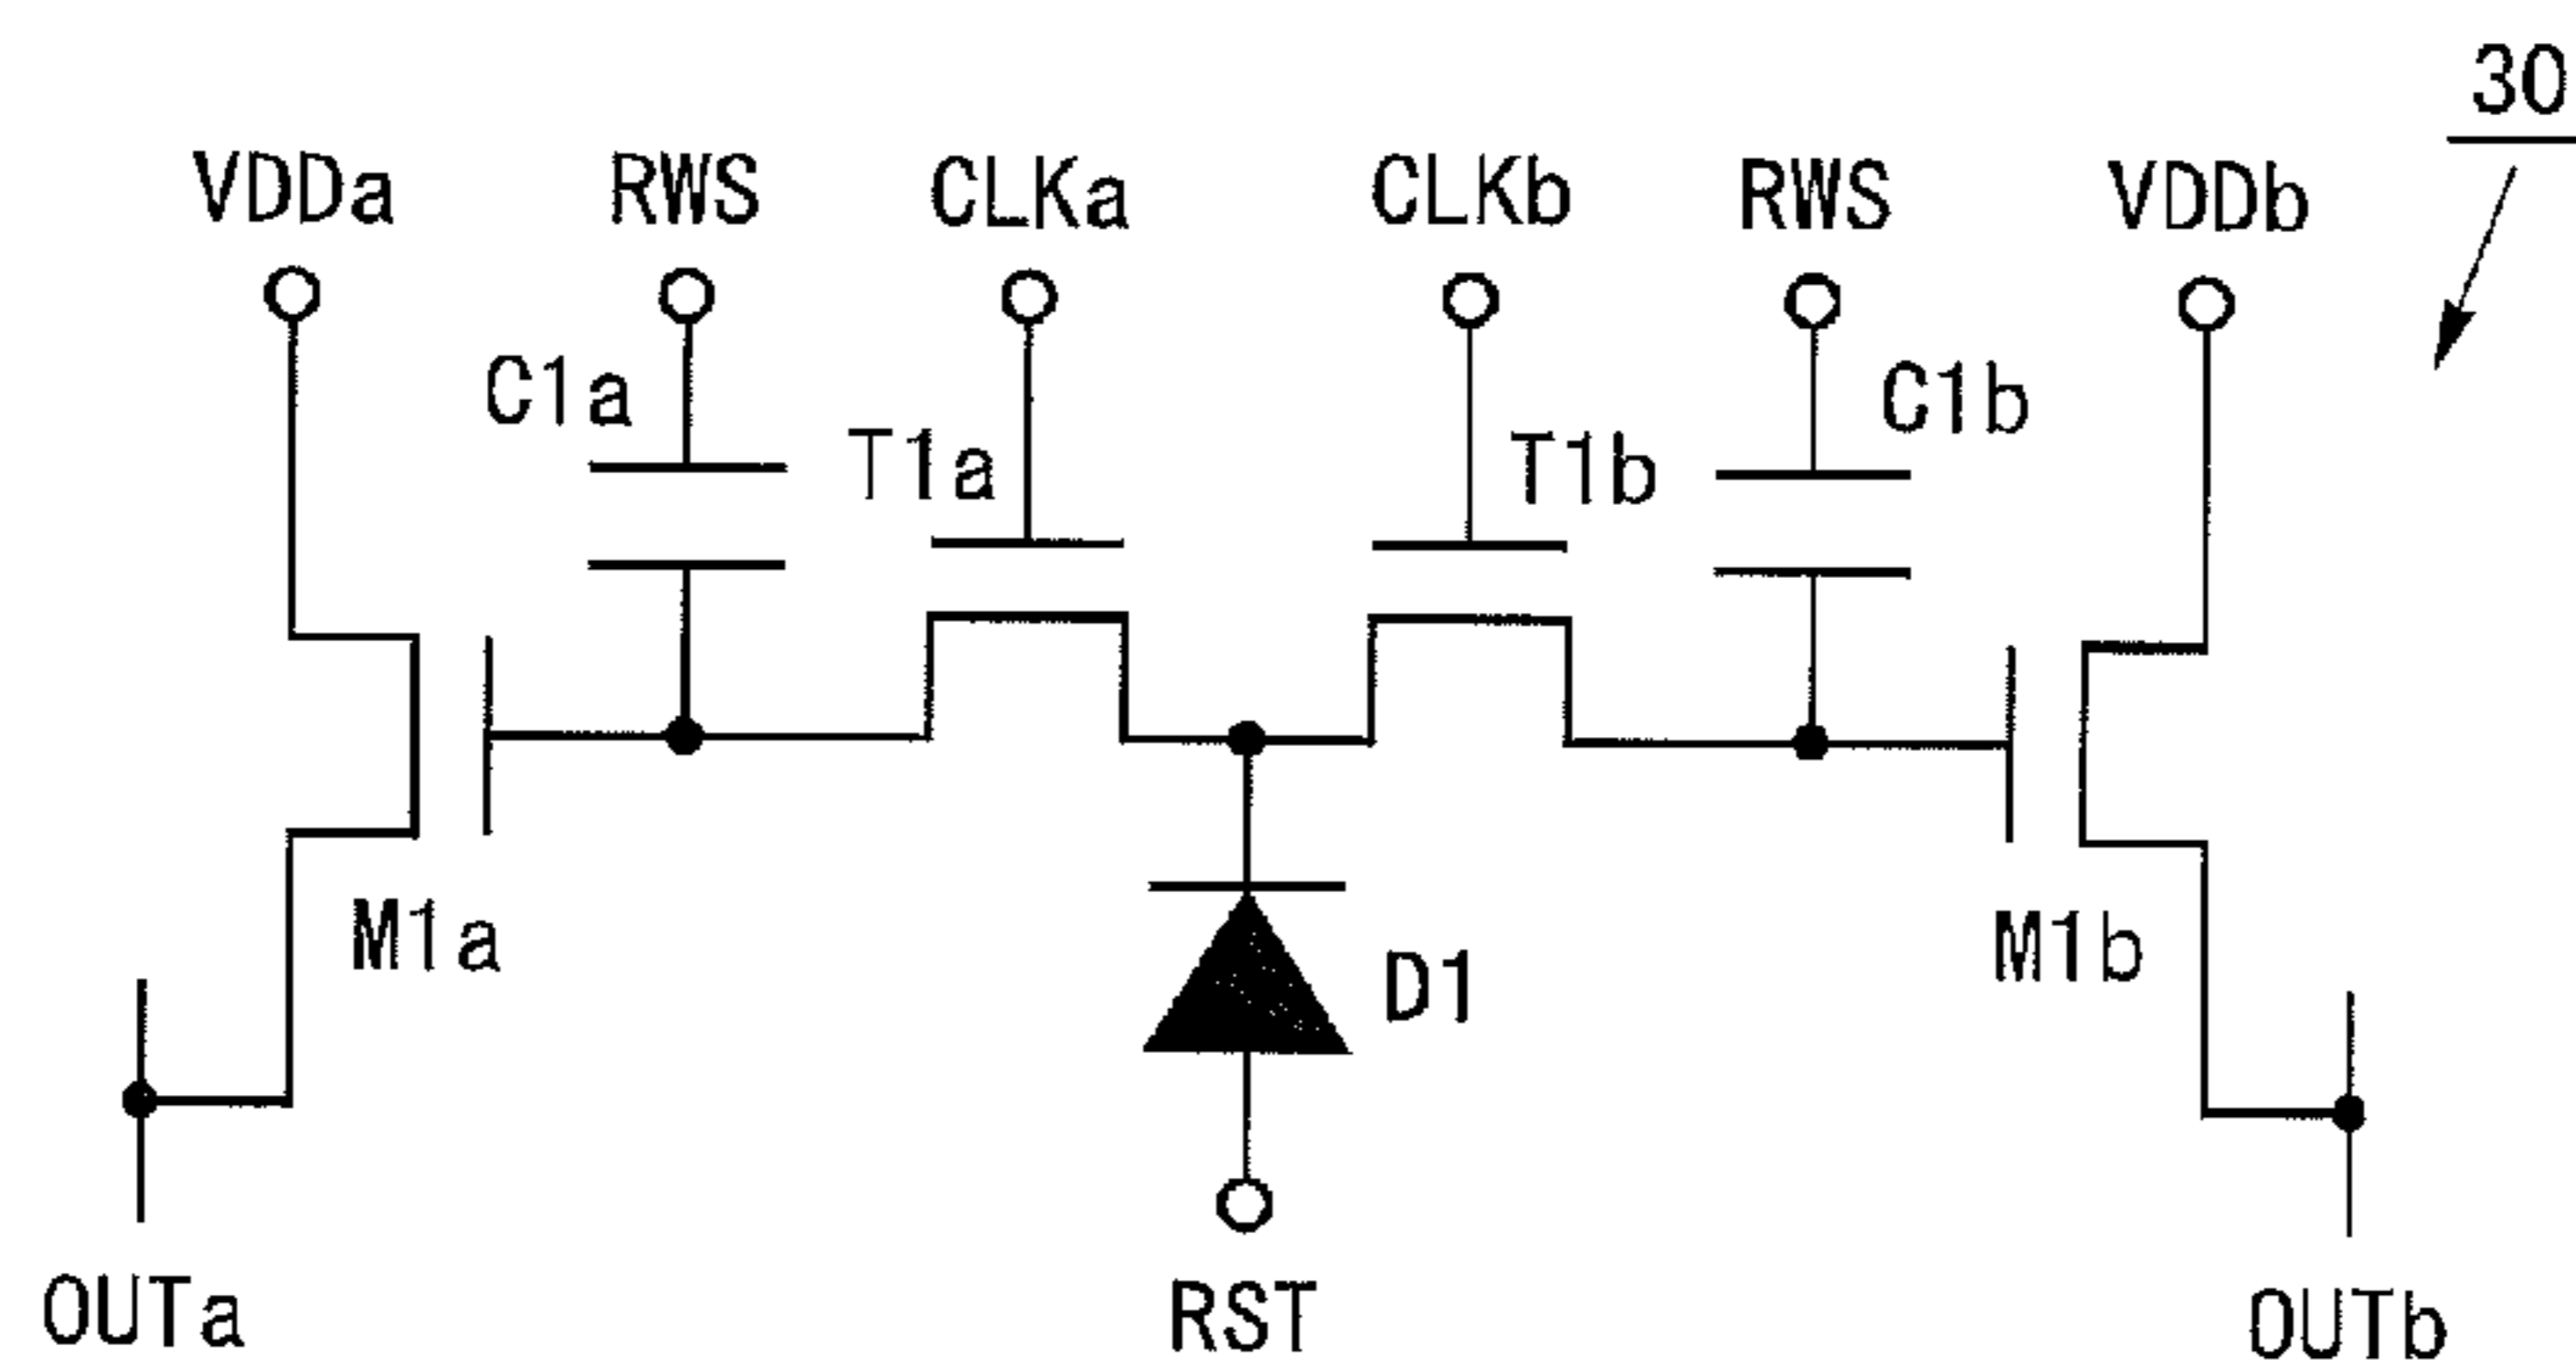 30
VDDa RWS CLKa CLKb RWS VDDb
C1a T1a T1b C1b
M1a D1 M1b
OUTa RST OUTb